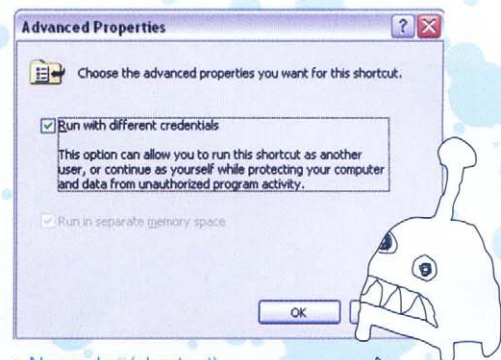 Advanced Properties
Choose the advanced properties you want for this shortcut.
Run with different credentials
This option can allow you to run this shortcut as another
user, or continue as yourself while protecting your computer
and data from unauthorized program activity.
Run in separate memory space
OK